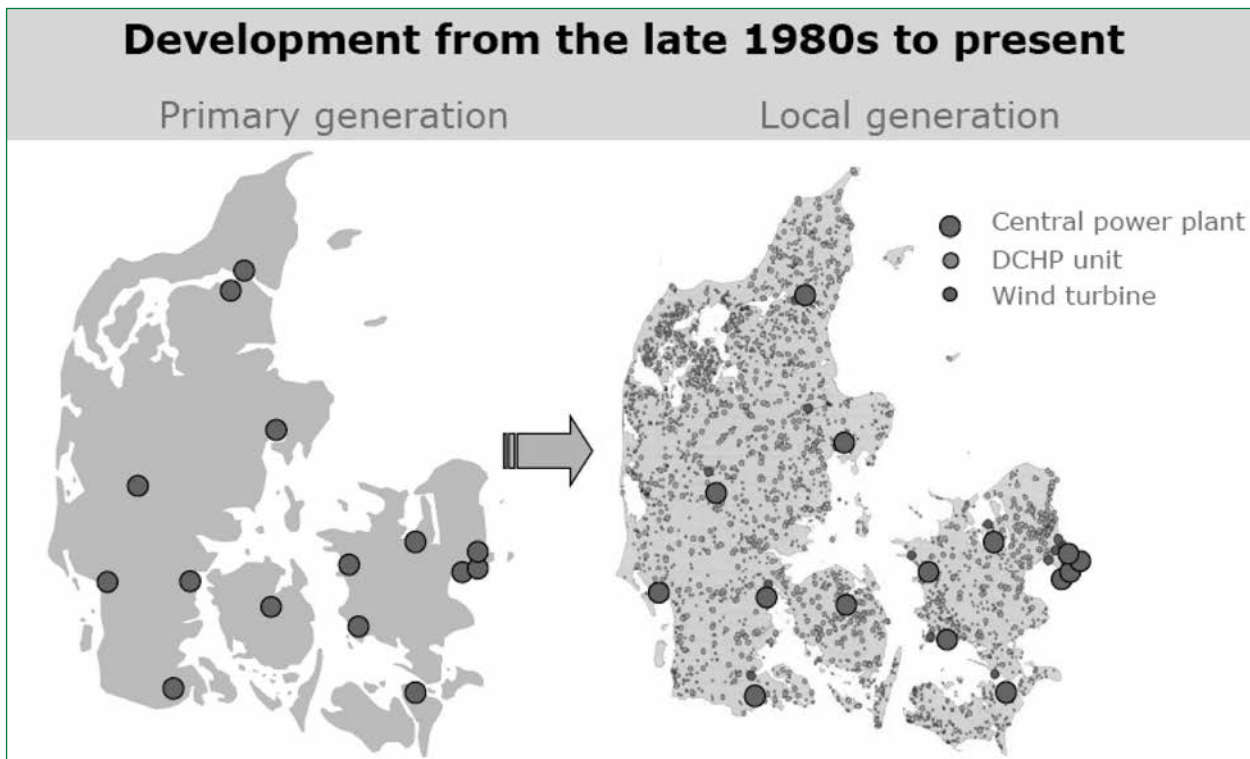 Development from the late 1980s to present
Primary generation
Local generation
Central power plant
DCHP unit
Wind turbine